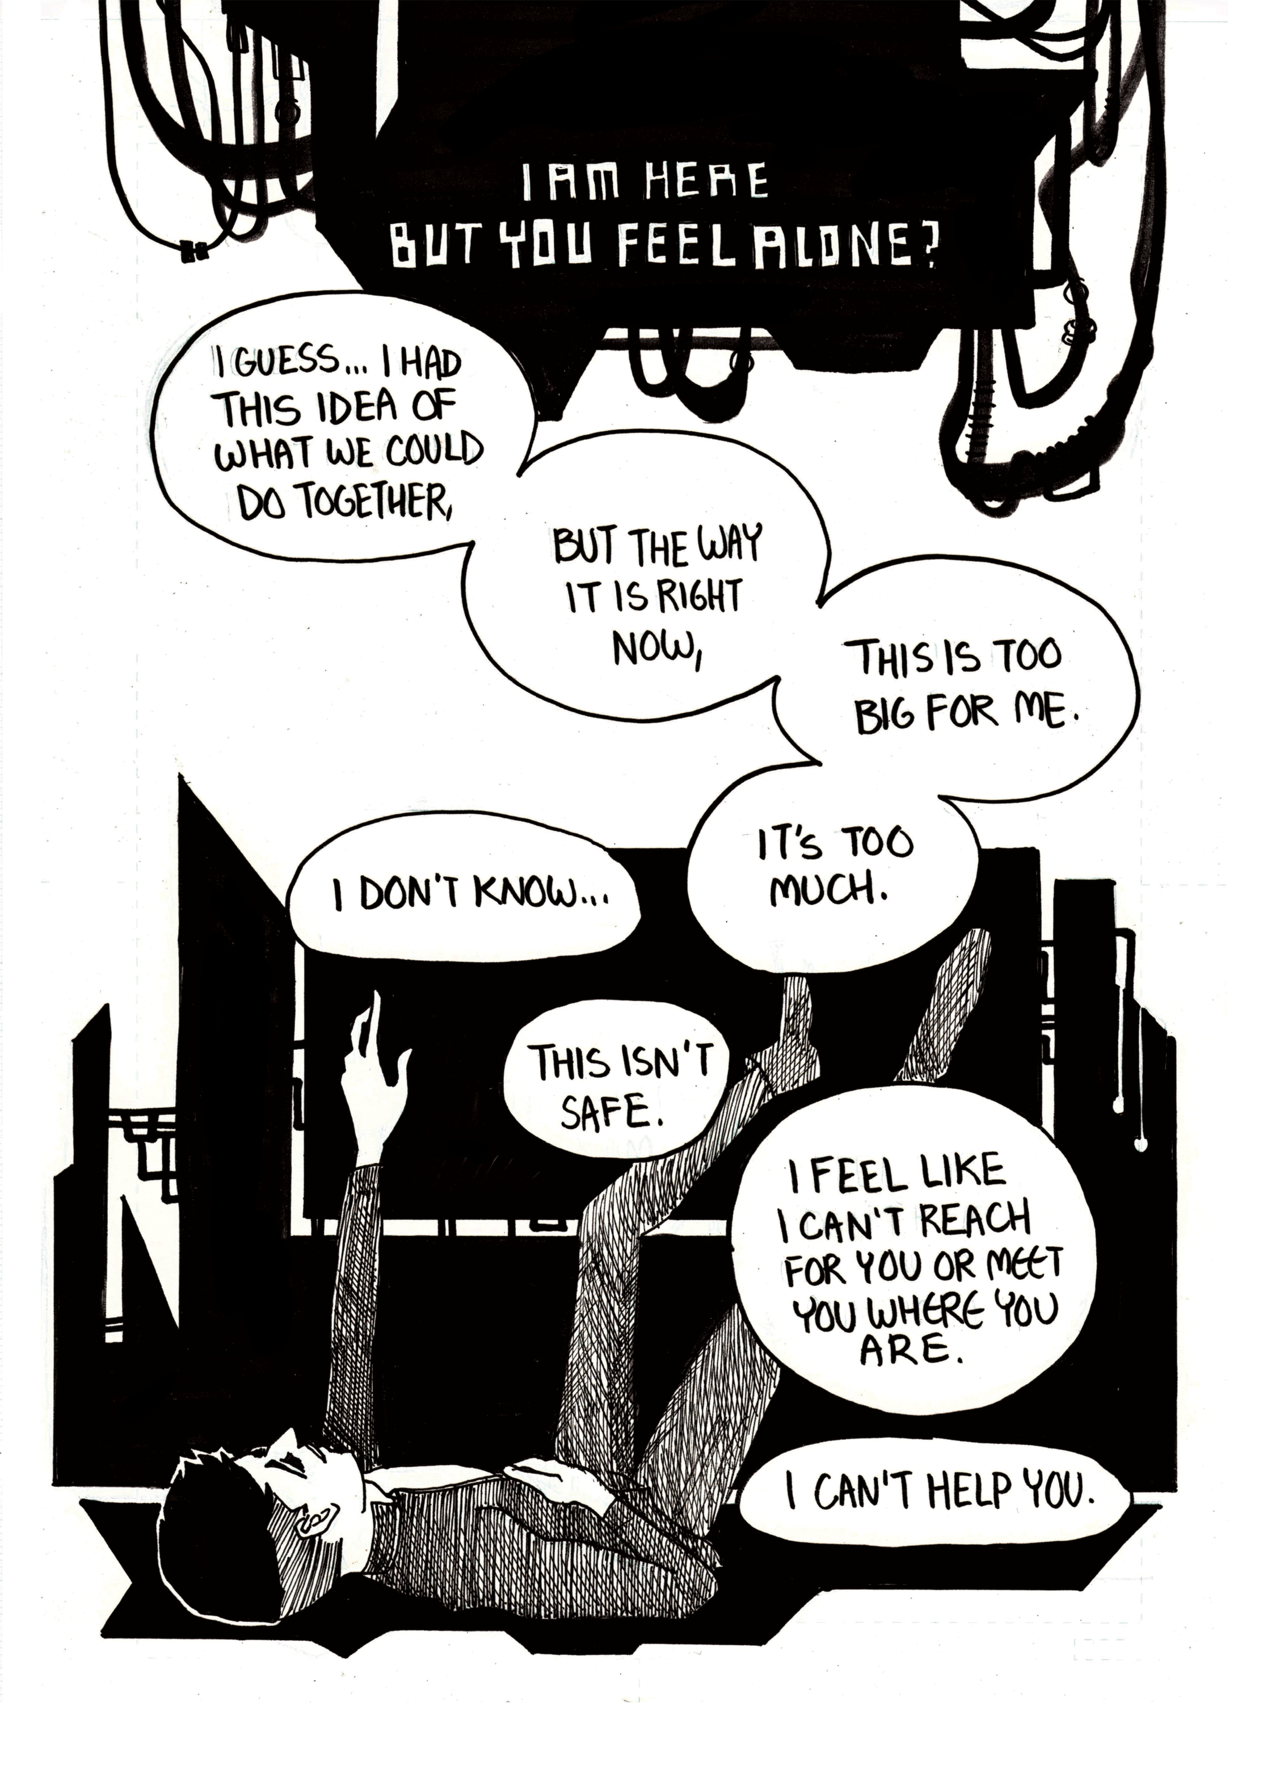 I AM HERE
BUT YOU FEEL ALONE?
I GUESS... I HAD
THIS IDEA OF
WHAT WE COULD
DO TOGETHER,
BUT THE WAY
IT IS RIGHT
NOW,
THIS IS TOO
BIG FOR ME.
IT'S TOO
MUCH.
I DON'T KNOW...
THIS ISN'T
SAFE.
I FEEL LIKE
I CAN'T REACH
FOR YOU OR MEET
YOU WHERE YOU
ARE.
I CAN'T HELP YOU.